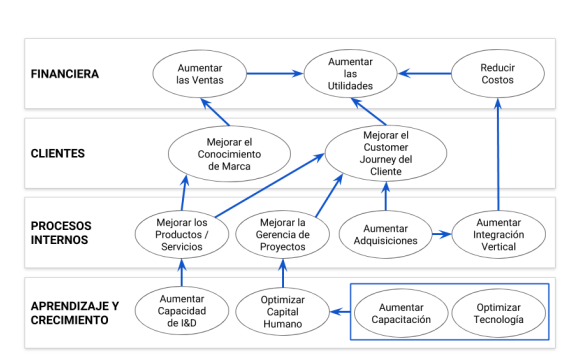 FINANCIERA
Aumentar
las Ventas
Aumentar
las
Utilidades
Reducir
Costos
CLIENTES
Mejorar el
Conocimiento
de Marca
Mejorar el
Customer
Journey del
Cliente
PROCESOS
INTERNOS
Mejorar los
Productos /
Servicios
Mejorar la
Gerencia de
Proyectos
Aumentar
Adquisiciones
Aumentar
Integración
Vertical
APRENDIZAJE Y
CRECIMIENTO
Aumentar
Capacidad
de I&D
Optimizar
Capital
Humano
Aumentar
Capacitación
Optimizar
Tecnología